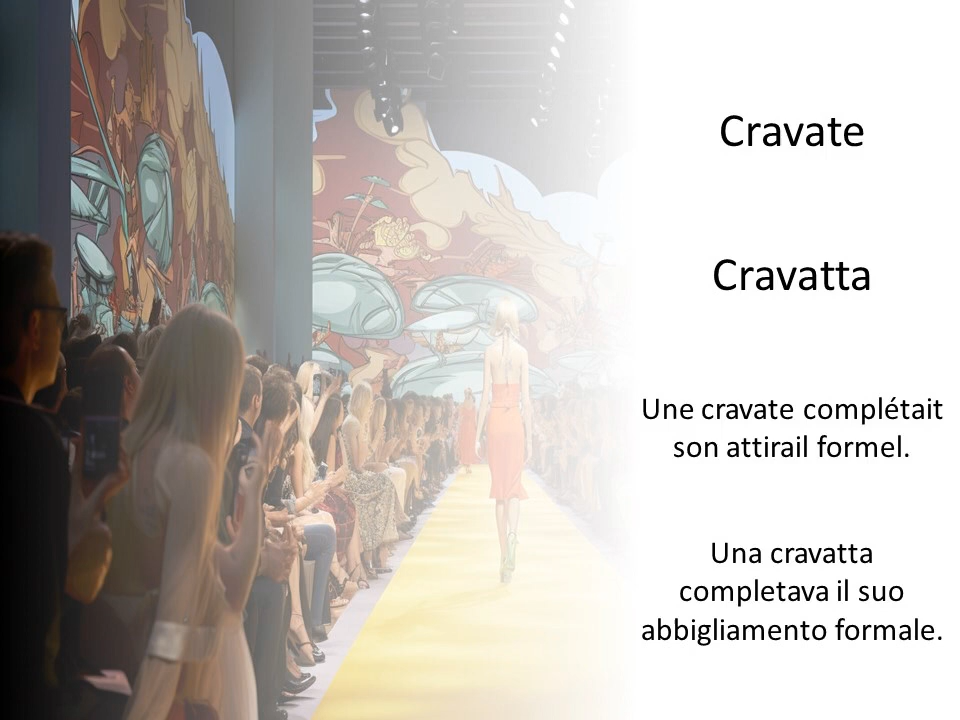 Cravate
Cravatta
Une cravate complétait
son attirail formel.
Una cravatta
completava il suo
abbigliamento formale.